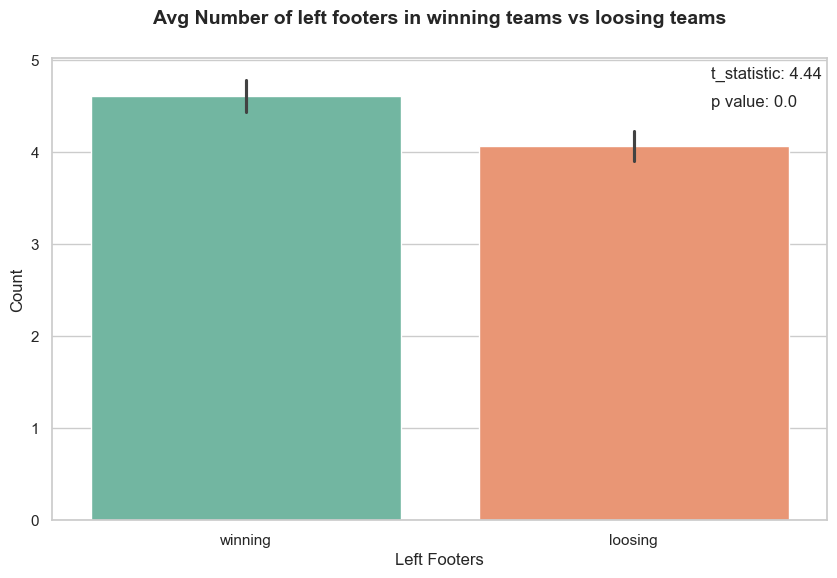 Avg Number of left footers in winning teams vs loosing teams
t_statistic: 4.44
p value: 0.0
Count
5
4
3
2
1
0
winning
loosing
Left Footers